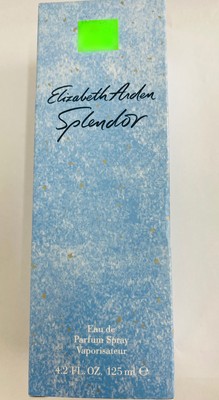 Elizabeth Arden
Splendor
Eau de
Parfum Spray
Vaporisateur
4.2 FL. OZ. 125 ml ℮